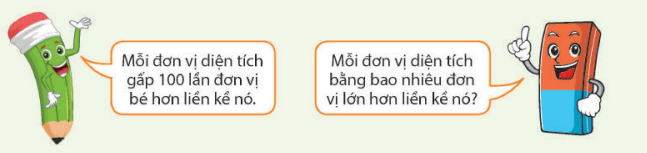 Mỗi đơn vị diện tích
gấp 100 lần đơn vị
bé hơn liền kề nó.
Mỗi đơn vị diện tích
bằng bao nhiêu đơn
vị lớn hơn liền kề nó?